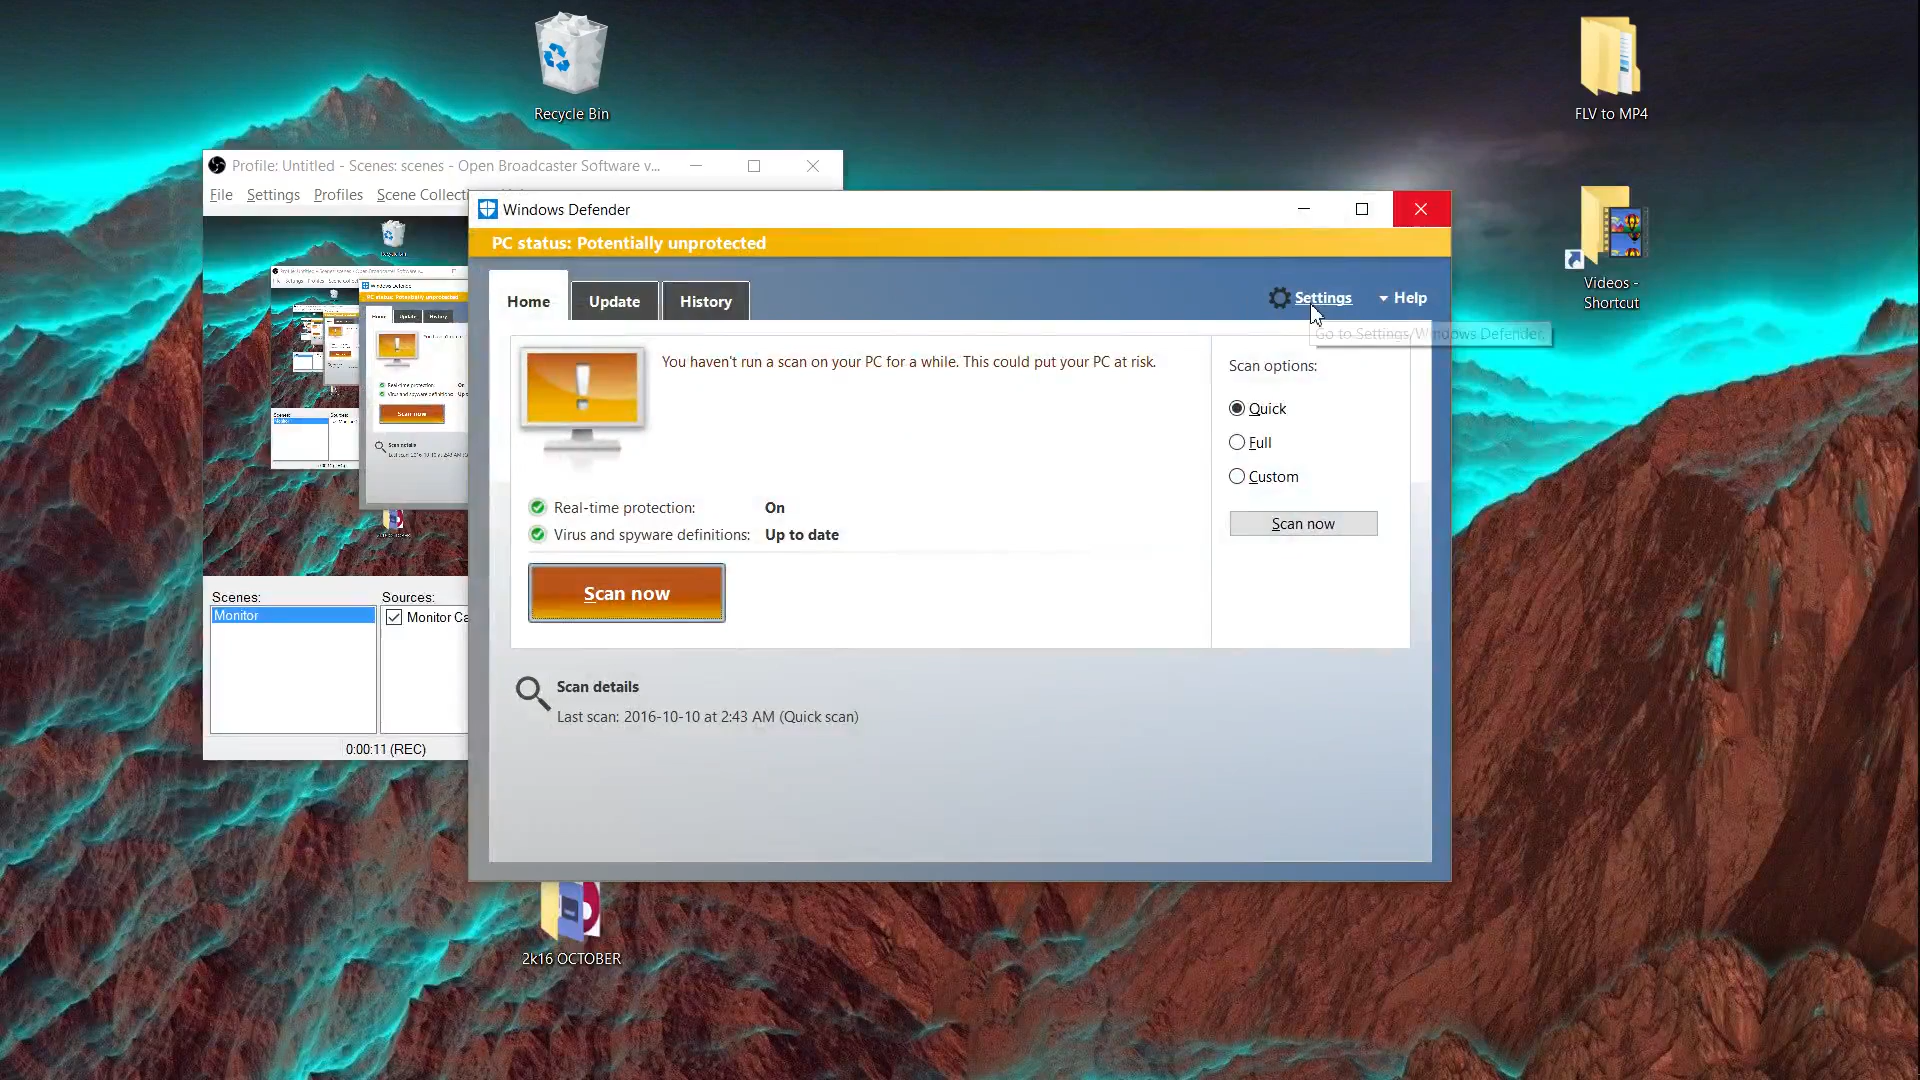 Recycle Bin
FLV to MP4
Profile: Untitled - Scenes: scenes - Open Broadcaster Software v...
File Settings Profiles Scene Collecti
Windows Defender
PC status: Potentially unprotected
Home
Update
History
Settings
Help
Go to Settings/Windows Defender.
Videos -
Shortcut
You haven't run a scan on your PC for a while. This could put your PC at risk.
Scan options:
Quick
Full
Custom
Scan now
Real-time protection: On
Virus and spyware definitions: Up to date
Scan now
Scan details
Last scan: 2016-10-10 at 2:43 AM (Quick scan)
Scenes:
Monitor
Sources:
Monitor Ca
0:00:11 (REC)
2k16 OCTOBER